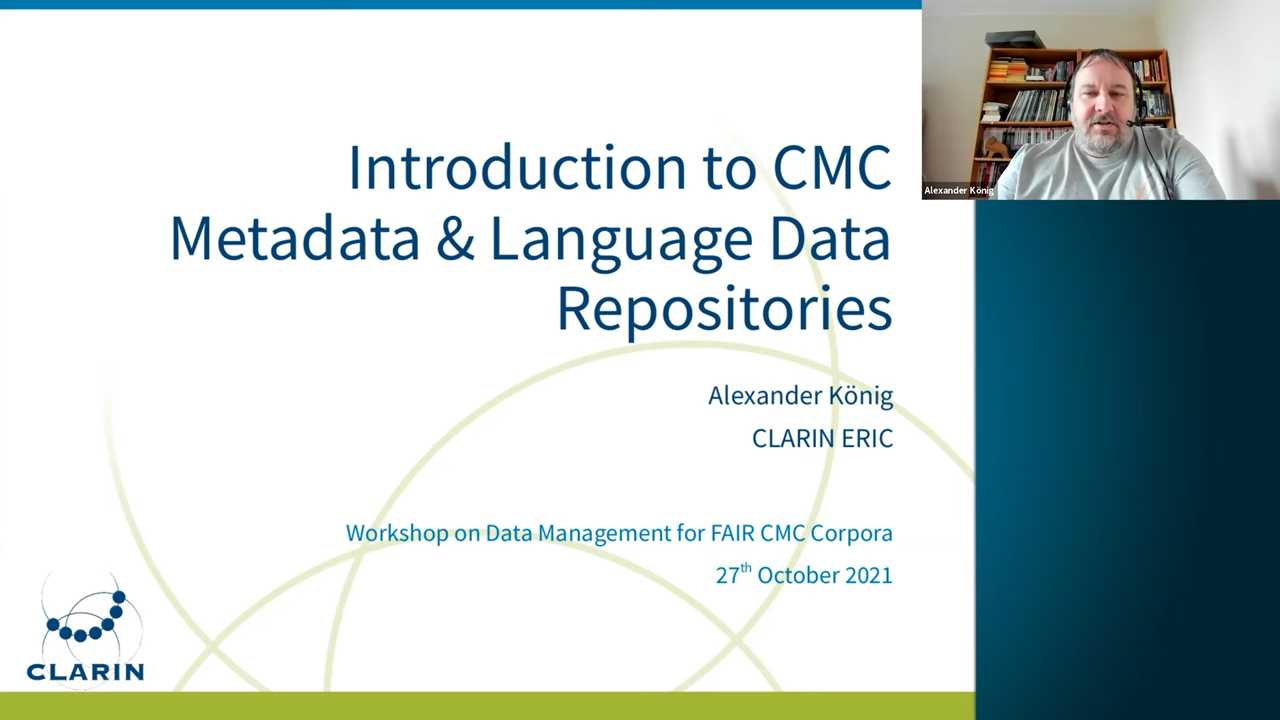 Introduction to CMC
Metadata & Language Data
Repositories
Alexander König
CLARIN ERIC
Workshop on Data Management for FAIR CMC Corpora
27th October 2021
CLARIN
Alexander König